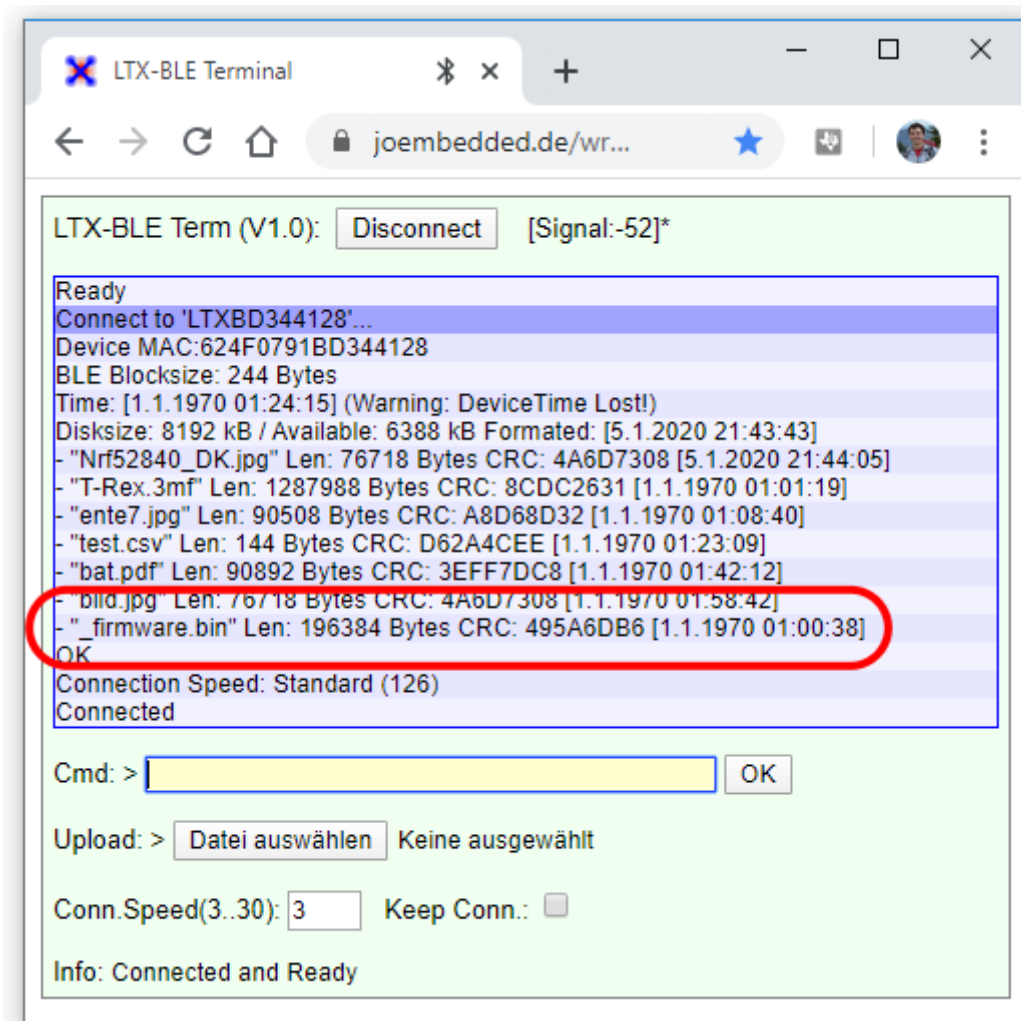 LTX-BLE Terminal
joembedded.de/wr...
LTX-BLE Term (V1.0): Disconnect [Signal:-52]*
Ready
Connect to 'LTXBD344128'...
Device MAC:624F0791BD344128
BLE Blocksize: 244 Bytes
Time: [1.1.1970 01:24:15] (Warning: DeviceTime Lost!)
Disksize: 8192 kB / Available: 6388 kB Formated: [5.1.2020 21:43:43]
- "Nrf52840_DK.jpg" Len: 76718 Bytes CRC: 4A6D7308 [5.1.2020 21:44:05]
- "T-Rex.3mf" Len: 1287988 Bytes CRC: 8CDC2631 [1.1.1970 01:01:19]
- "ente7.jpg" Len: 90508 Bytes CRC: A8D68D32 [1.1.1970 01:08:40]
- "test.csv" Len: 144 Bytes CRC: D62A4CEE [1.1.1970 01:23:09]
- "bat.pdf" Len: 90892 Bytes CRC: 3EFF7DC8 [1.1.1970 01:42:12]
- "bild.jpg" Len: 76718 Bytes CRC: 4A6D7308 [1.1.1970 01:58:42]
- "_firmware.bin" Len: 196384 Bytes CRC: 495A6DB6 [1.1.1970 01:00:38]
OK
Connection Speed: Standard (126)
Connected
Cmd: > OK
Upload: > Datei auswählen Keine ausgewählt
Conn.Speed(3..30): 3 Keep Conn.:
Info: Connected and Ready